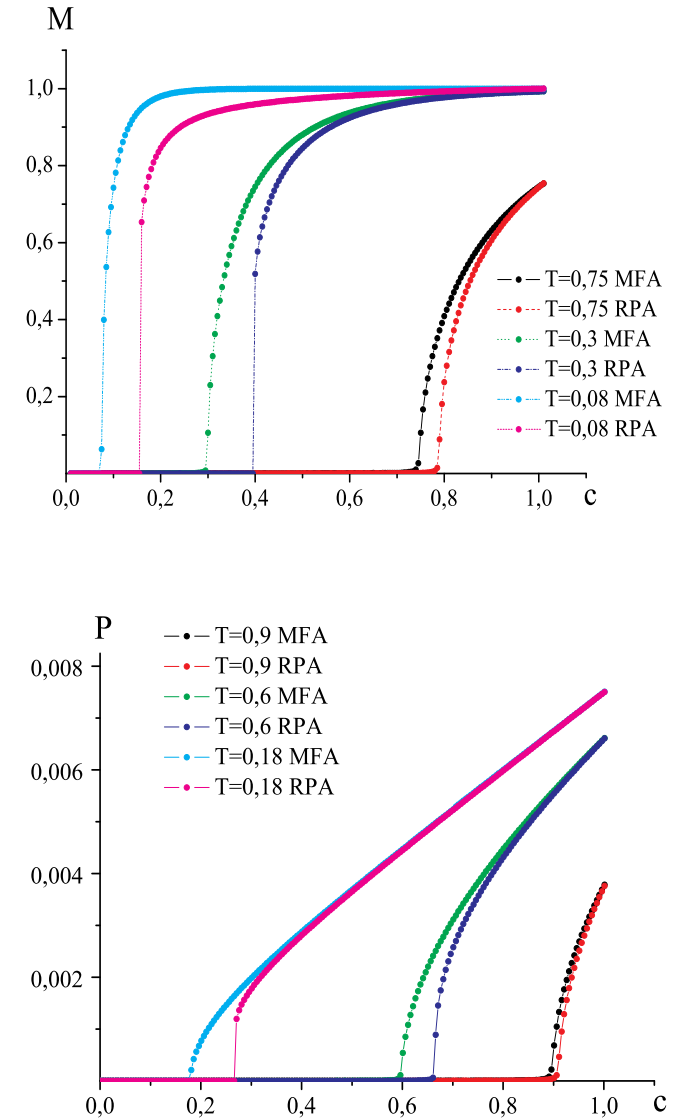 M
1,0
0,8
0,6
0,4
0,2
T=0,75 MFA
T=0,75 RPA
T=0,3 MFA
T=0,3 RPA
T=0,08 MFA
T=0,08 RPA
0,0 0,2 0,4 0,6 0,8 1,0 c
P
T=0,9 MFA
T=0,9 RPA
T=0,6 MFA
T=0,6 RPA
T=0,18 MFA
T=0,18 RPA
0,008
0,006
0,004
0,002
0,0 0,2 0,4 0,6 0,8 1,0 c